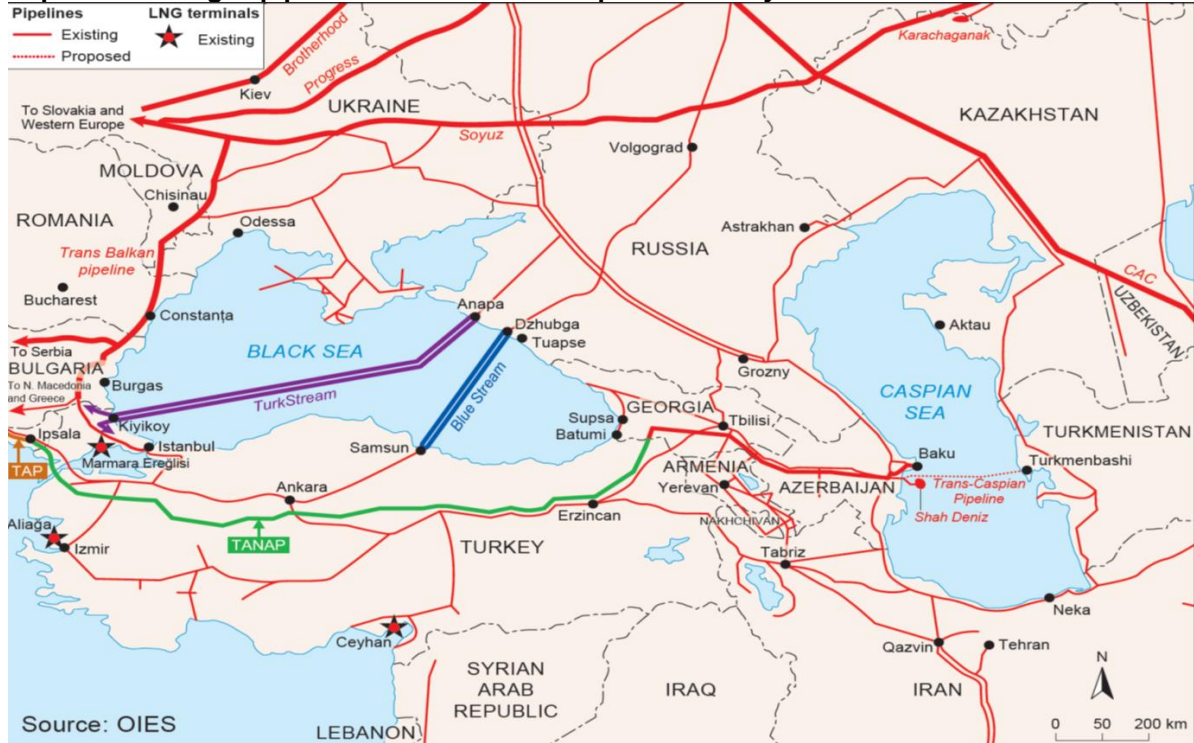 Pipelines
Existing
Proposed
LNG terminals
Existing
Brotherhood
Progress
Kiev
UKRAINE
To Slovakia and
Western Europe
Soyuz
Karachaganak
KAZAKHSTAN
Volgograd
MOLDOVA
Chisinau
ROMANIA
Odessa
Astrakhan
RUSSIA
Trans Balkan
pipeline
CAC
UZBEKISTAN
Bucharest
Constanța
Anapa
Dzhubga
Tuapse
Aktau
BLACK SEA
To Serbia
BULGARIA
Grozny
To N. Macedonia
and Greece
Burgas
TurkStream
Blue Stream
CASPIAN
SEA
Kiyikoy
Supsa
GEORGIA
Batumi
Tbilisi
TURKMENISTAN
Ipsala
Istanbul
Samsun
Marmara Ereğlisi
TAP
ARMENIA
Baku
Turkmenbashi
Yerevan
AZERBAIJAN
Trans-Caspian
Pipeline
Ankara
Erzincan
Shah Deniz
NAKHCHIVAN
Aliağa
TANAP
Izmir
TURKEY
Tabriz
Neka
Ceyhan
Qazvin
Tehran
SYRIAN
ARAB
REPUBLIC
IRAQ
IRAN
N
Source: OIES
LEBANON
0 50 200 km